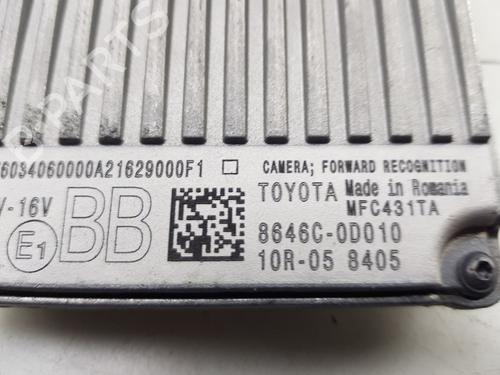 6034060000A21629000F1 □ CAMERA; FORWARD RECOGNITION
-16V E1 BB TOYOTA Made in Romania
MFC431TA
8646C-0D010
10R-05 8405